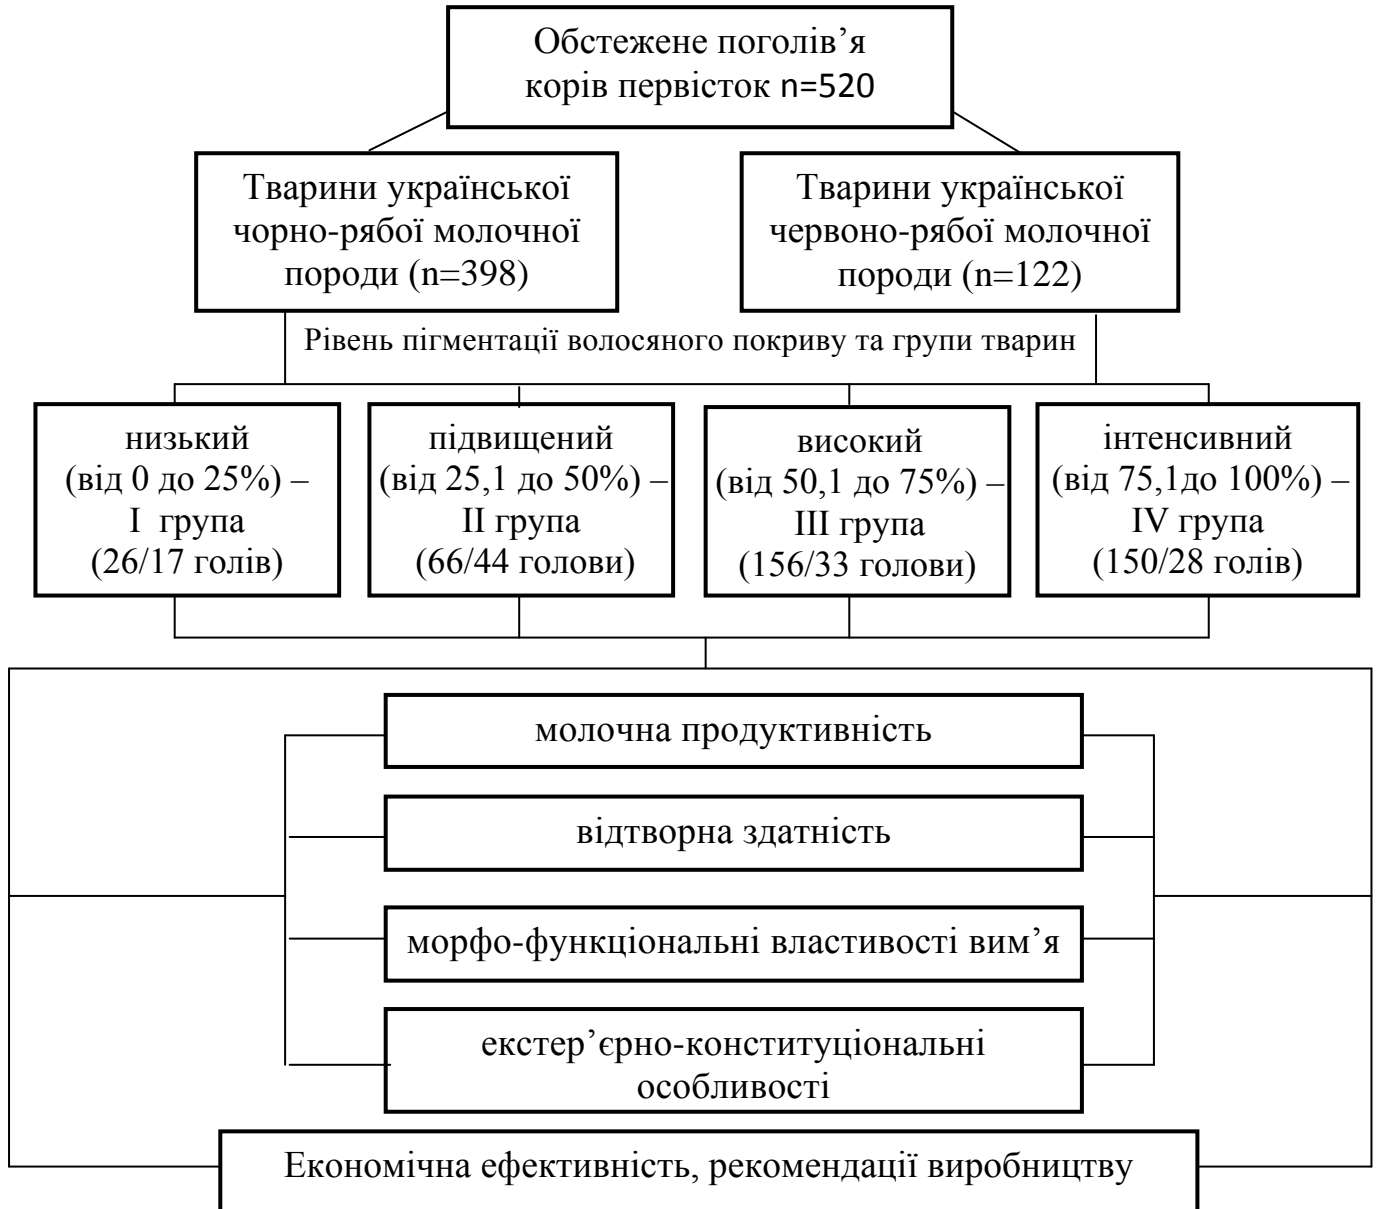 Обстежене поголів’я
корів первісток n=520
Тварини української
чорно-рябої молочної
породи (n=398)
Тварини української
червоно-рябої молочної
породи (n=122)
Рівень пігментації волосяного покриву та групи тварин
низький
(від 0 до 25%) –
І група
(26/17 голів)
підвищений
(від 25,1 до 50%) –
ІІ група
(66/44 голови)
високий
(від 50,1 до 75%) –
ІІІ група
(156/33 голови)
інтенсивний
(від 75,1до 100%) –
IV група
(150/28 голів)
молочна продуктивність
відтворна здатність
морфо-функціональні властивості вим’я
екстер’єрно-конституціональні
особливості
Економічна ефективність, рекомендації виробництву